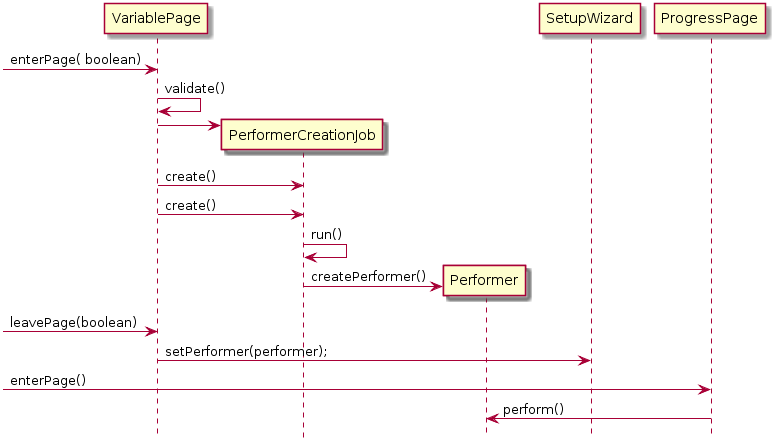 VariablePage
SetupWizard
ProgressPage
enterPage( boolean)
validate()
PerformerCreationJob
create()
create()
run()
createPerformer()
Performer
leavePage(boolean)
setPerformer(performer);
enterPage()
perform()